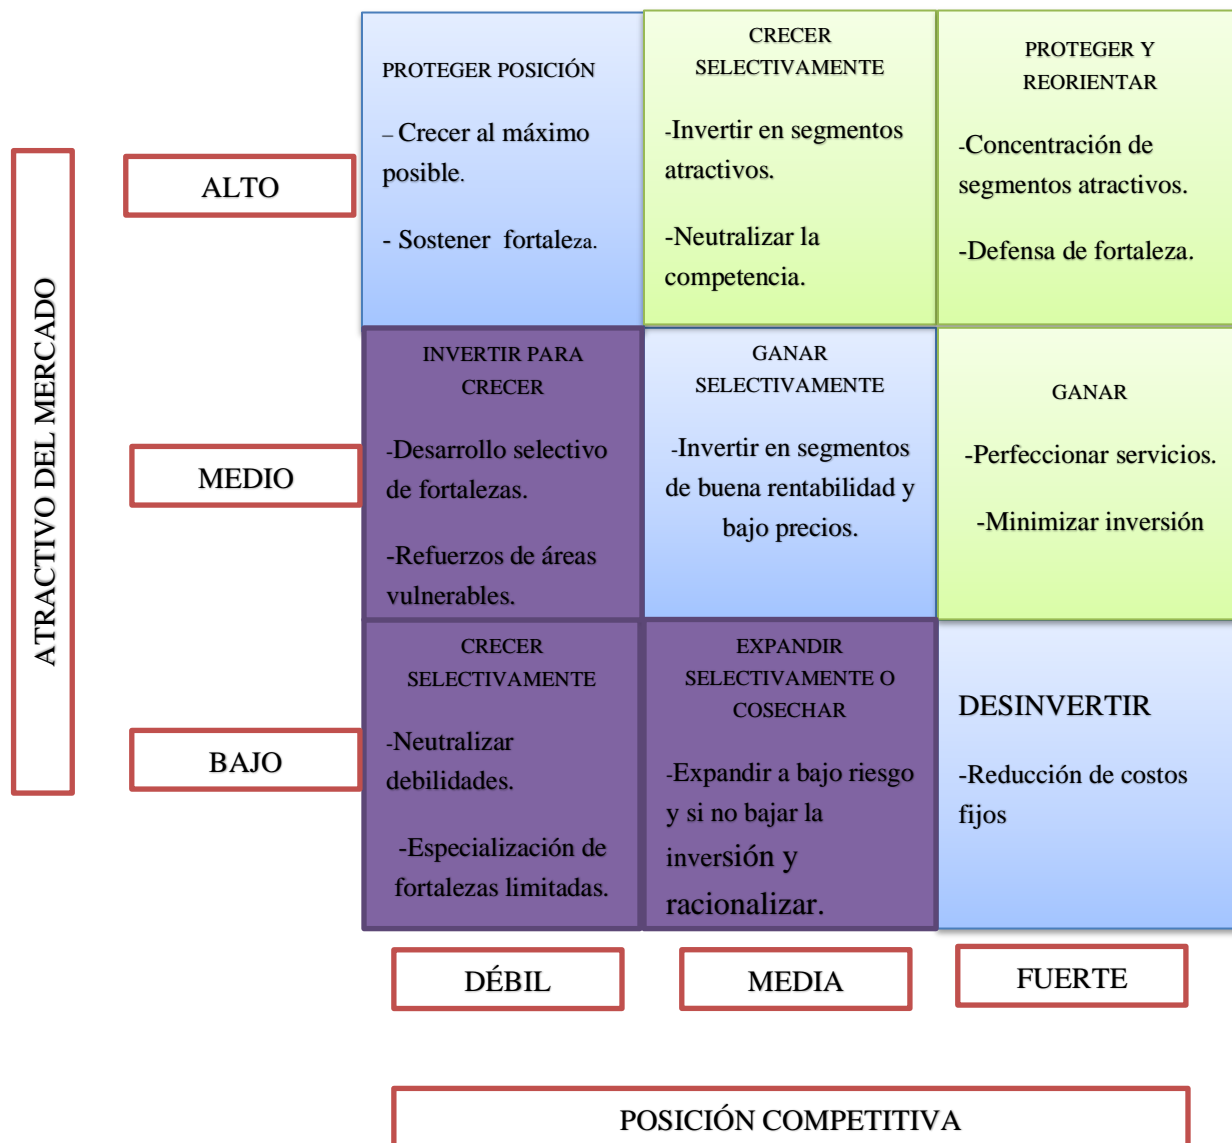 ATRACTIVO DEL MERCADO
ALTO
PROTEGER POSICIÓN
– Crecer al máximo
posible.
- Sostener fortaleza.
CRECER
SELECTIVAMENTE
-Invertir en segmentos
atractivos.
-Neutralizar la
competencia.
PROTEGER Y
REORIENTAR
-Concentración de
segmentos atractivos.
-Defensa de fortaleza.
MEDIO
INVERTIR PARA
CRECER
-Desarrollo selectivo
de fortalezas.
-Refuerzos de áreas
vulnerables.
GANAR
SELECTIVAMENTE
-Invertir en segmentos
de buena rentabilidad y
bajo precios.
GANAR
-Perfeccionar servicios.
-Minimizar inversión
BAJO
CRECER
SELECTIVAMENTE
-Neutralizar
debilidades.
-Especialización de
fortalezas limitadas.
EXPANDIR
SELECTIVAMENTE O
COSECHAR
-Expandir a bajo riesgo
y si no bajar la
inversión y
racionalizar.
DESINVERTIR
-Reducción de costos
fijos
DÉBIL
MEDIA
FUERTE
POSICIÓN COMPETITIVA